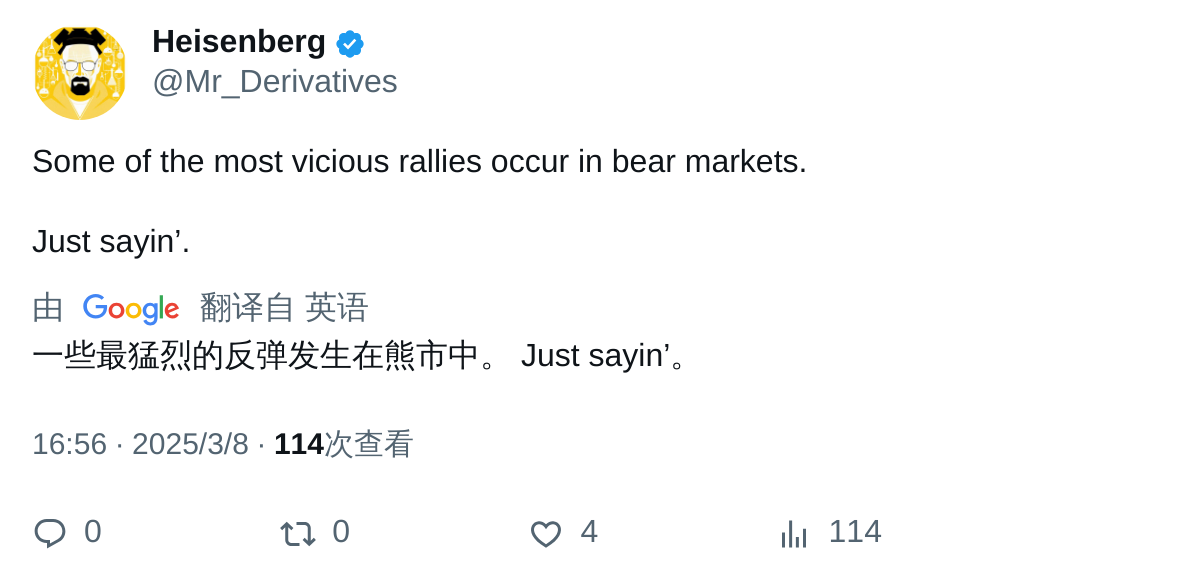 Heisenberg
@Mr_Derivatives
Some of the most vicious rallies occur in bear markets.
Just sayin’.
由 Google 翻译自 英语
一些最猛烈的反弹发生在熊市中。 Just sayin’。
16:56 · 2025/3/8 · 114次查看
0 0 4 114